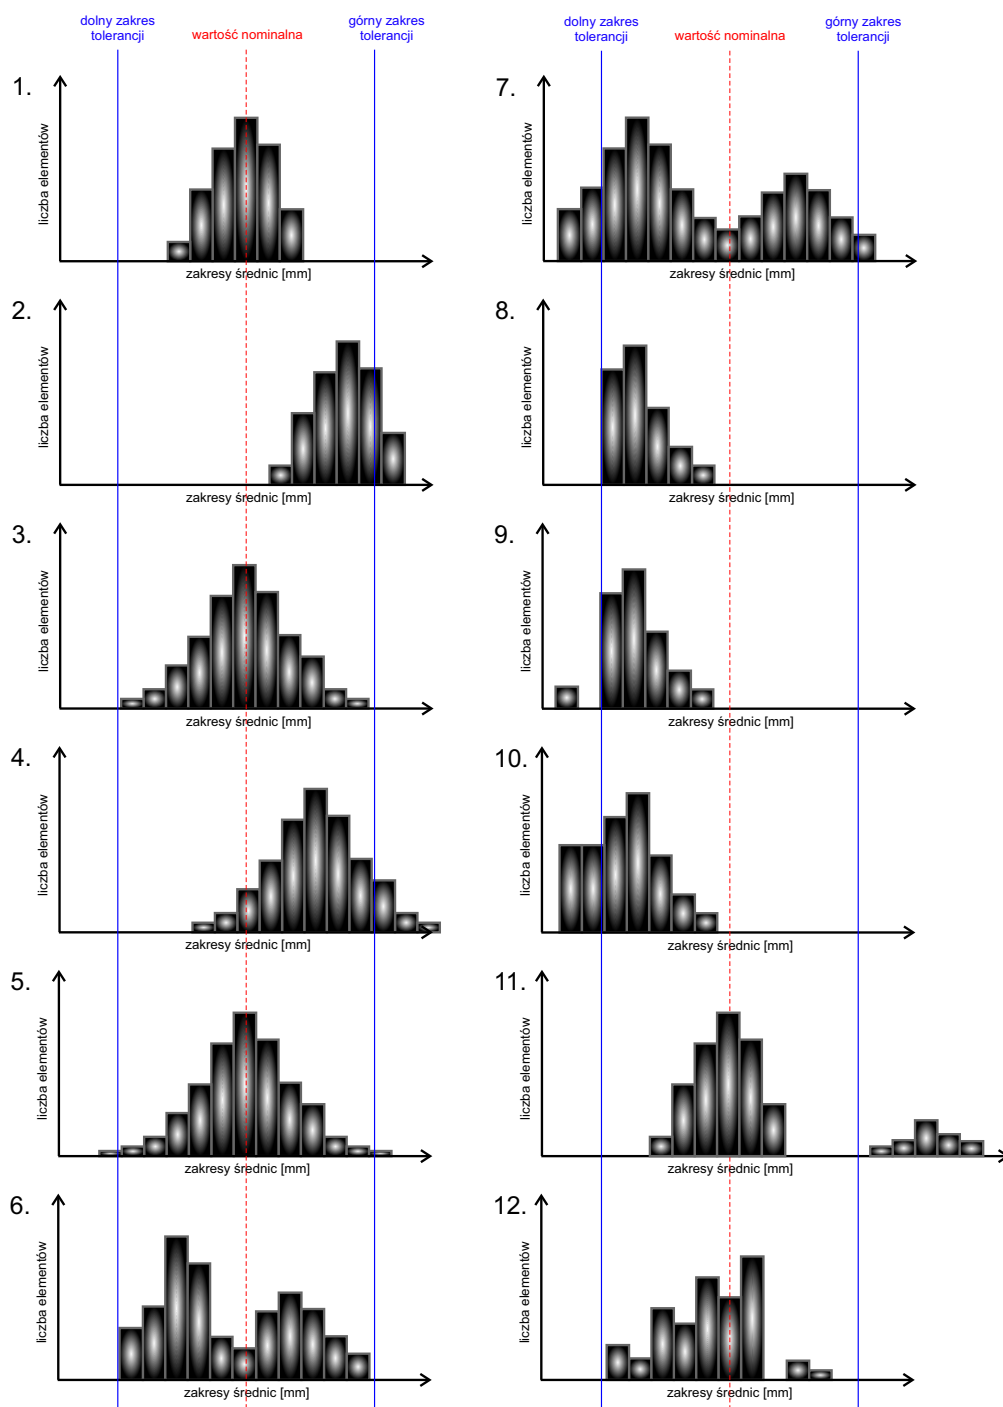 dolny zakres
tolerancji
wartość nominalna
górny zakres
tolerancji
dolny zakres
tolerancji
wartość nominalna
górny zakres
tolerancji
1.
liczba elementów
zakresy średnic [mm]
7.
liczba elementów
zakresy średnic [mm]
2.
liczba elementów
zakresy średnic [mm]
8.
liczba elementów
zakresy średnic [mm]
3.
liczba elementów
zakresy średnic [mm]
9.
liczba elementów
zakresy średnic [mm]
4.
liczba elementów
zakresy średnic [mm]
10.
liczba elementów
zakresy średnic [mm]
5.
liczba elementów
zakresy średnic [mm]
11.
liczba elementów
zakresy średnic [mm]
6.
liczba elementów
zakresy średnic [mm]
12.
liczba elementów
zakresy średnic [mm]